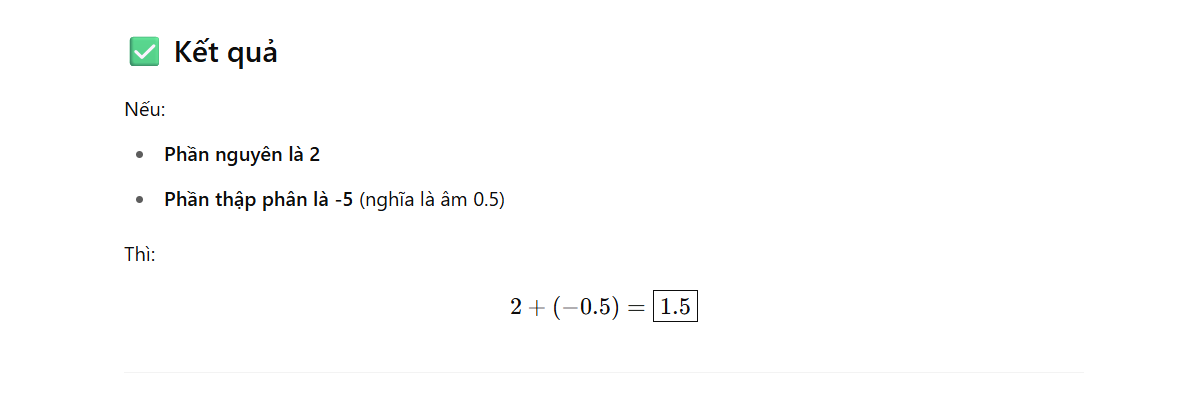 ✅ Kết quả
Nếu:
• Phần nguyên là 2
• Phần thập phân là -5 (nghĩa là âm 0.5)
Thì:
2 + (−0.5) = 1.5